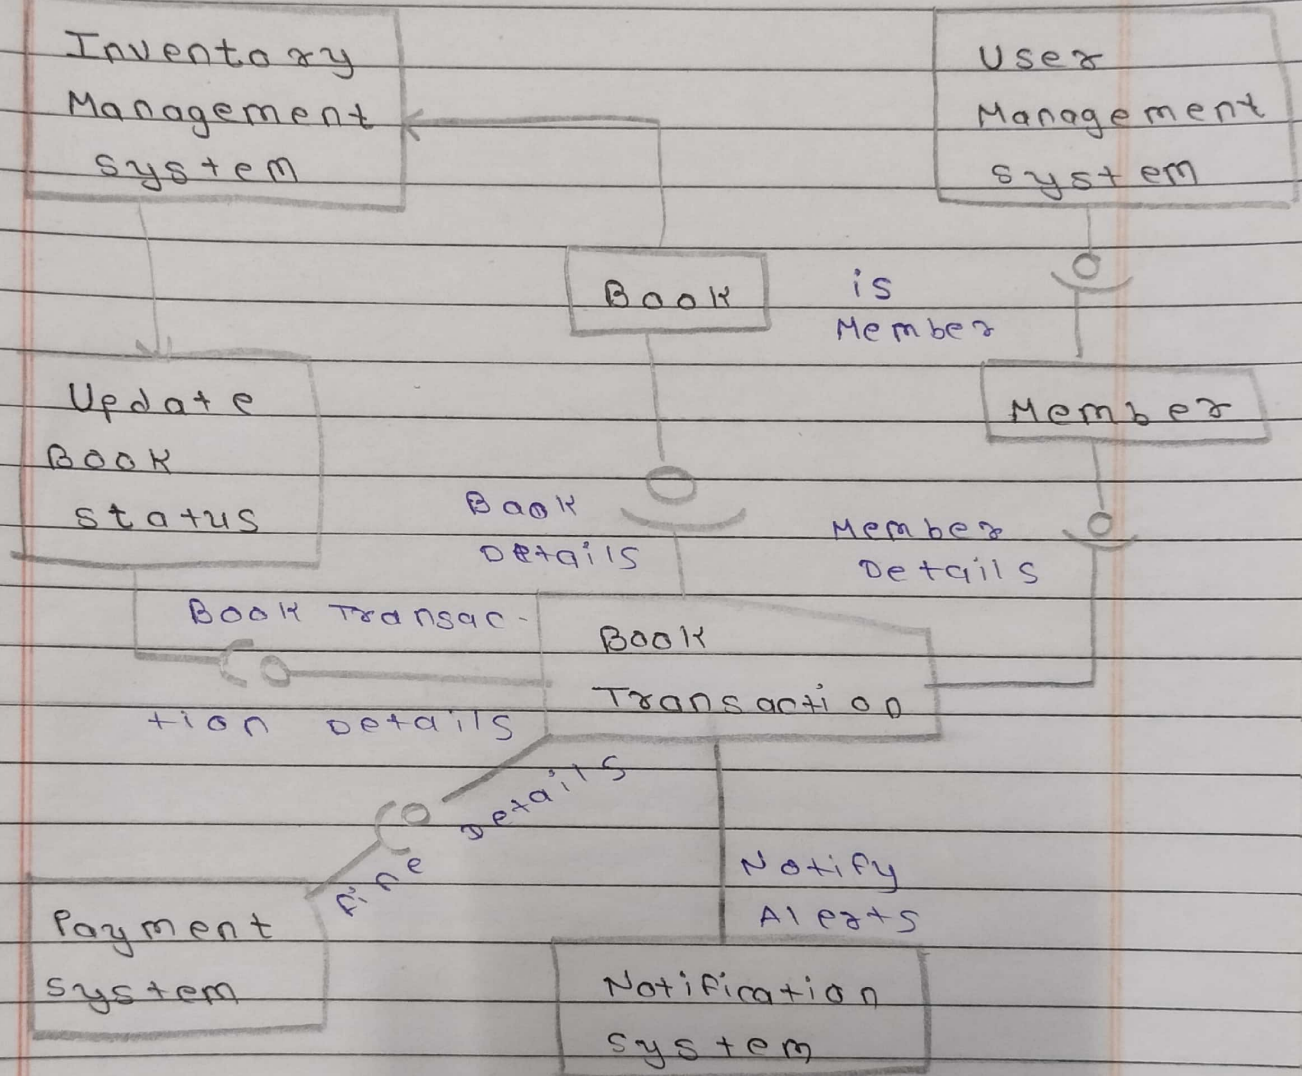 Inventory
Management
system
User
Management
system
Book
is
Member
Update
Book
status
Member
Book
Details
Member
Details
Book Transac-
tion Details
Book
Transaction
Fine Details
Notify
Alerts
Payment
system
Notification
system